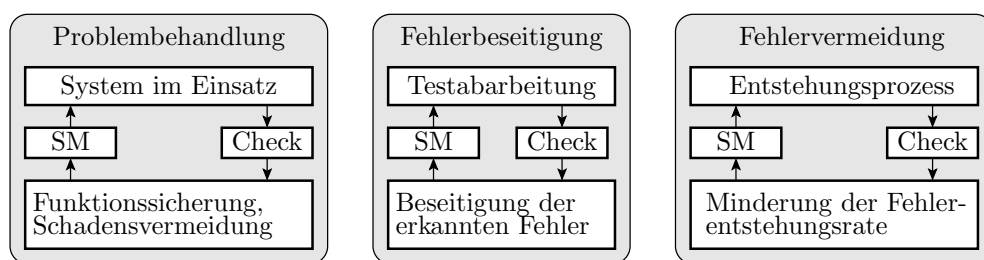 Problembehandlung
System im Einsatz
SM
Check
Funktionssicherung,
Schadensvermeidung
Fehlerbeseitigung
Testabarbeitung
SM
Check
Beseitigung der
erkannten Fehler
Fehlervermeidung
Entstehungsprozess
SM
Check
Minderung der Fehler-
entstehungsrate